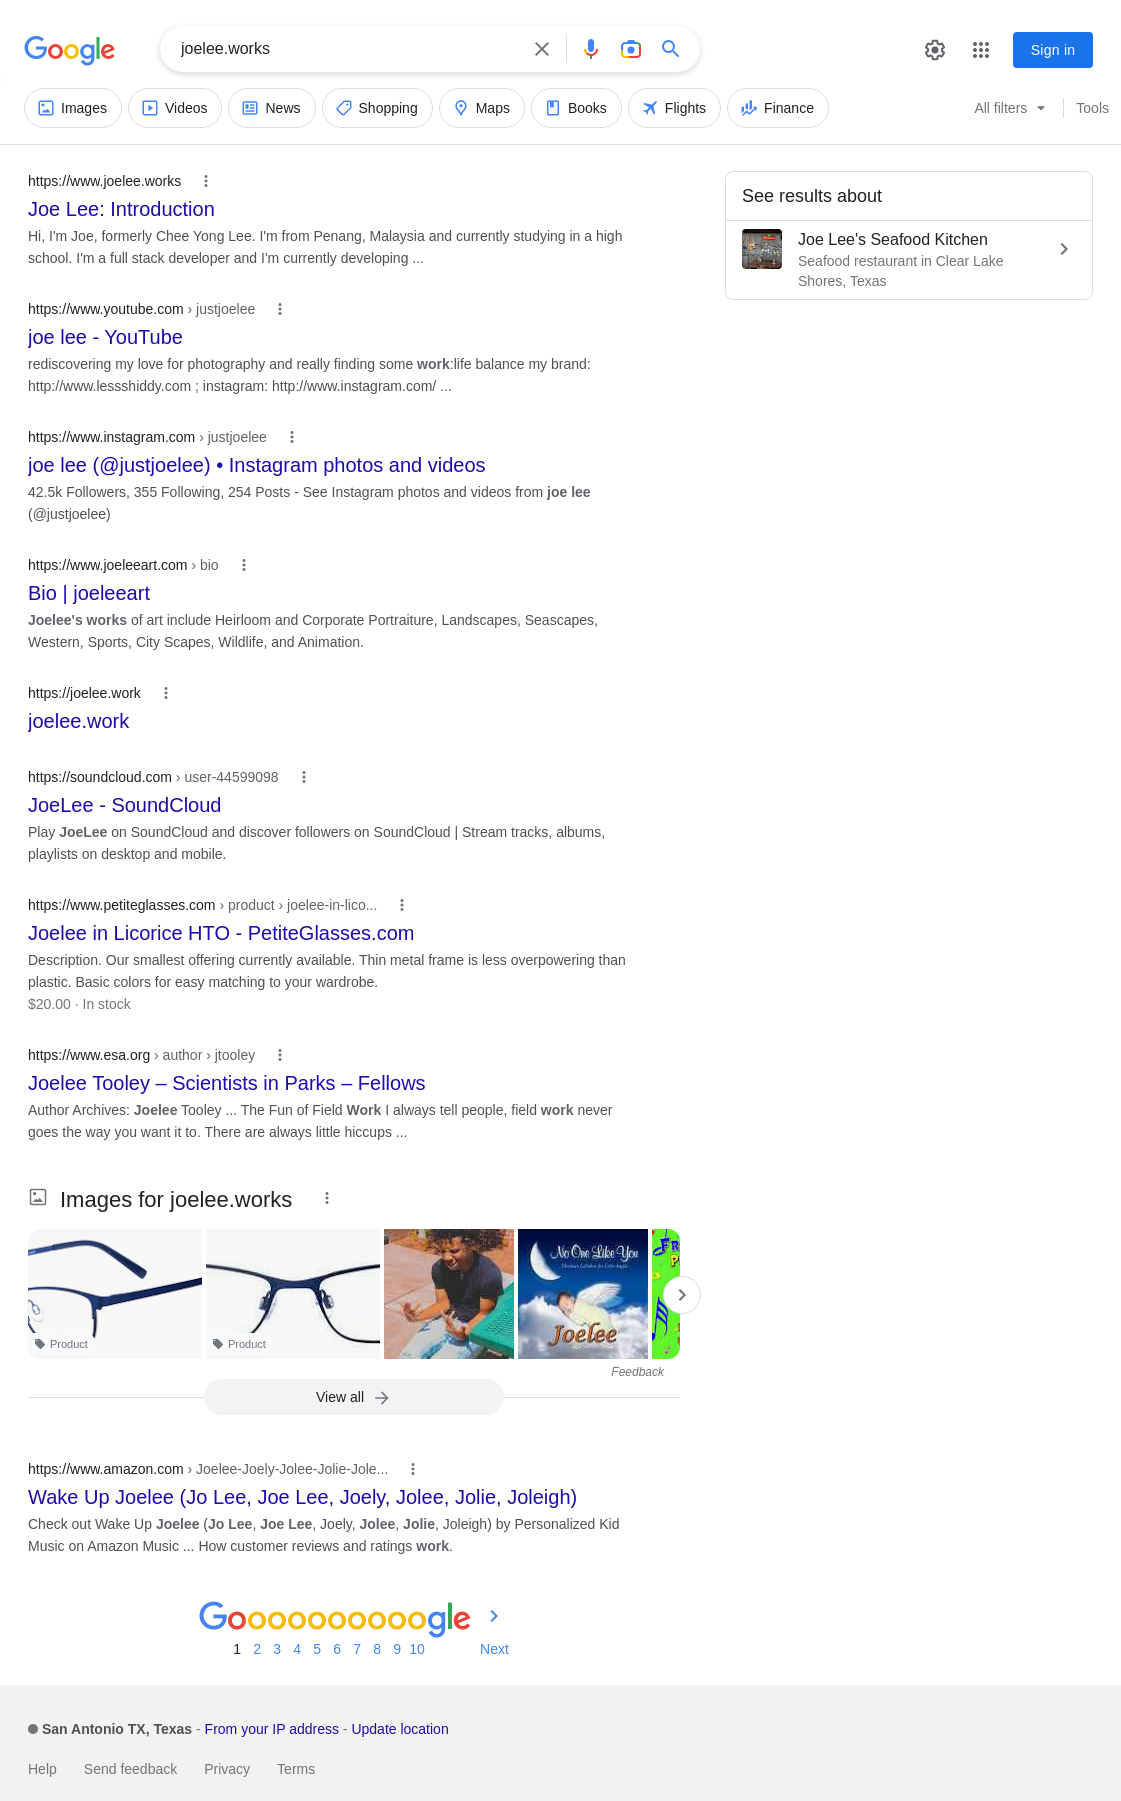 Google
joelee.works
Sign in
Images
Videos
News
Shopping
Maps
Books
Flights
Finance
All filters
Tools
https://www.joelee.works
Joe Lee: Introduction
Hi, I'm Joe, formerly Chee Yong Lee. I'm from Penang, Malaysia and currently studying in a high
school. I'm a full stack developer and I'm currently developing ...
https://www.youtube.com › justjoelee
joe lee - YouTube
rediscovering my love for photography and really finding some work:life balance my brand:
http://www.lessshiddy.com ; instagram: http://www.instagram.com/ ...
https://www.instagram.com › justjoelee
joe lee (@justjoelee) • Instagram photos and videos
42.5k Followers, 355 Following, 254 Posts - See Instagram photos and videos from joe lee
(@justjoelee)
https://www.joeleeart.com › bio
Bio | joeleeart
Joelee's works of art include Heirloom and Corporate Portraiture, Landscapes, Seascapes,
Western, Sports, City Scapes, Wildlife, and Animation.
https://joelee.work
joelee.work
https://soundcloud.com › user-44599098
JoeLee - SoundCloud
Play JoeLee on SoundCloud and discover followers on SoundCloud | Stream tracks, albums,
playlists on desktop and mobile.
https://www.petiteglasses.com › product › joelee-in-lico...
Joelee in Licorice HTO - PetiteGlasses.com
Description. Our smallest offering currently available. Thin metal frame is less overpowering than
plastic. Basic colors for easy matching to your wardrobe.
$20.00 · In stock
https://www.esa.org › author › jtooley
Joelee Tooley – Scientists in Parks – Fellows
Author Archives: Joelee Tooley ... The Fun of Field Work I always tell people, field work never
goes the way you want it to. There are always little hiccups ...
Images for joelee.works
Product
Product
No One Like You
Joelee
Feedback
View all
https://www.amazon.com › Joelee-Joely-Jolee-Jolie-Jole...
Wake Up Joelee (Jo Lee, Joe Lee, Joely, Jolee, Jolie, Joleigh)
Check out Wake Up Joelee (Jo Lee, Joe Lee, Joely, Jolee, Jolie, Joleigh) by Personalized Kid
Music on Amazon Music ... How customer reviews and ratings work.
See results about
Joe Lee's Seafood Kitchen
Seafood restaurant in Clear Lake
Shores, Texas
Goooooooooogle
1 2 3 4 5 6 7 8 9 10 Next
San Antonio TX, Texas - From your IP address - Update location
Help Send feedback Privacy Terms